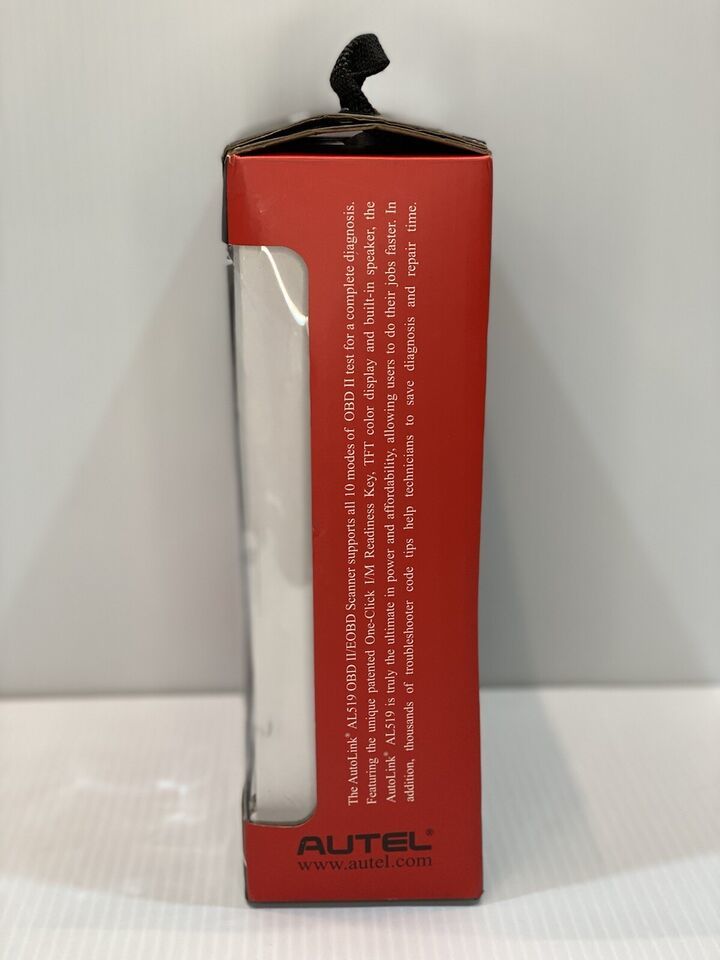 The AutoLink® AL519 OBD II/EOBD Scanner supports all 10 modes of OBD II test for a complete diagnosis.
Featuring the unique patented One-Click I/M Readiness Key, TFT color display and built-in speaker, the
AutoLink® AL519 is truly the ultimate in power and affordability, allowing users to do their jobs faster. In
addition, thousands of troubleshooter code tips help technicians to save diagnosis and repair time.
AUTEL®
www.autel.com